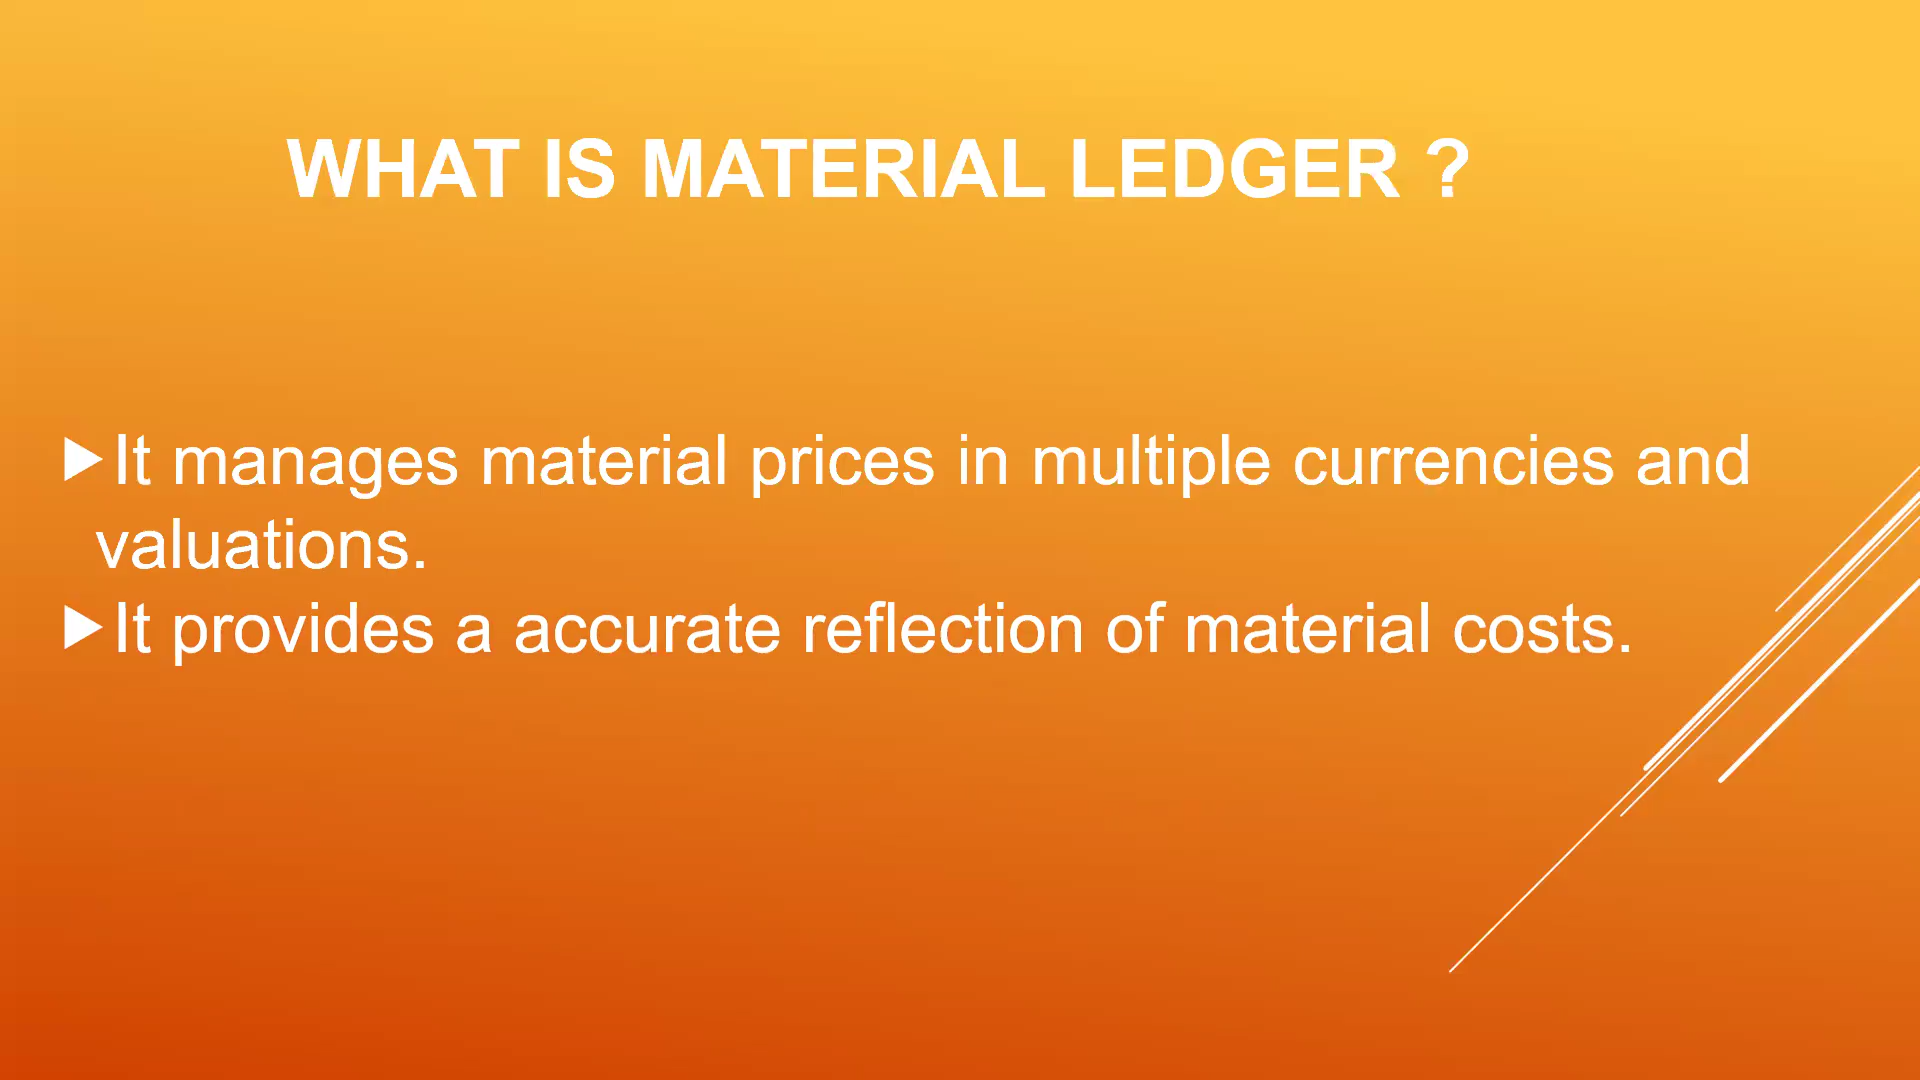 WHAT IS MATERIAL LEDGER ?
It manages material prices in multiple currencies and
valuations.
It provides a accurate reflection of material costs.